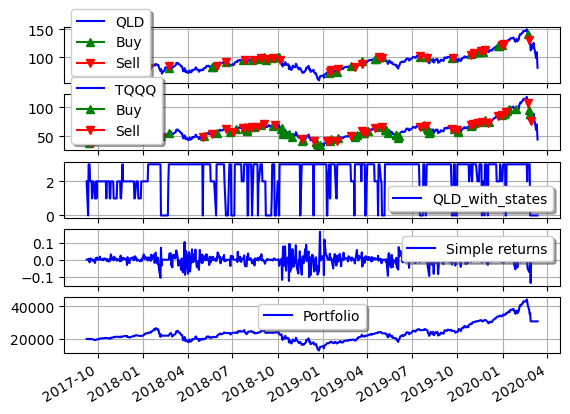 QLD
Buy
Sell
150
100
TQQQ
Buy
Sell
100
50
2
0
QLD_with_states
0.1
0.0
−0.1
Simple returns
40000
20000
Portfolio
2017-10
2018-01
2018-04
2018-07
2018-10
2019-01
2019-04
2019-07
2019-10
2020-01
2020-04